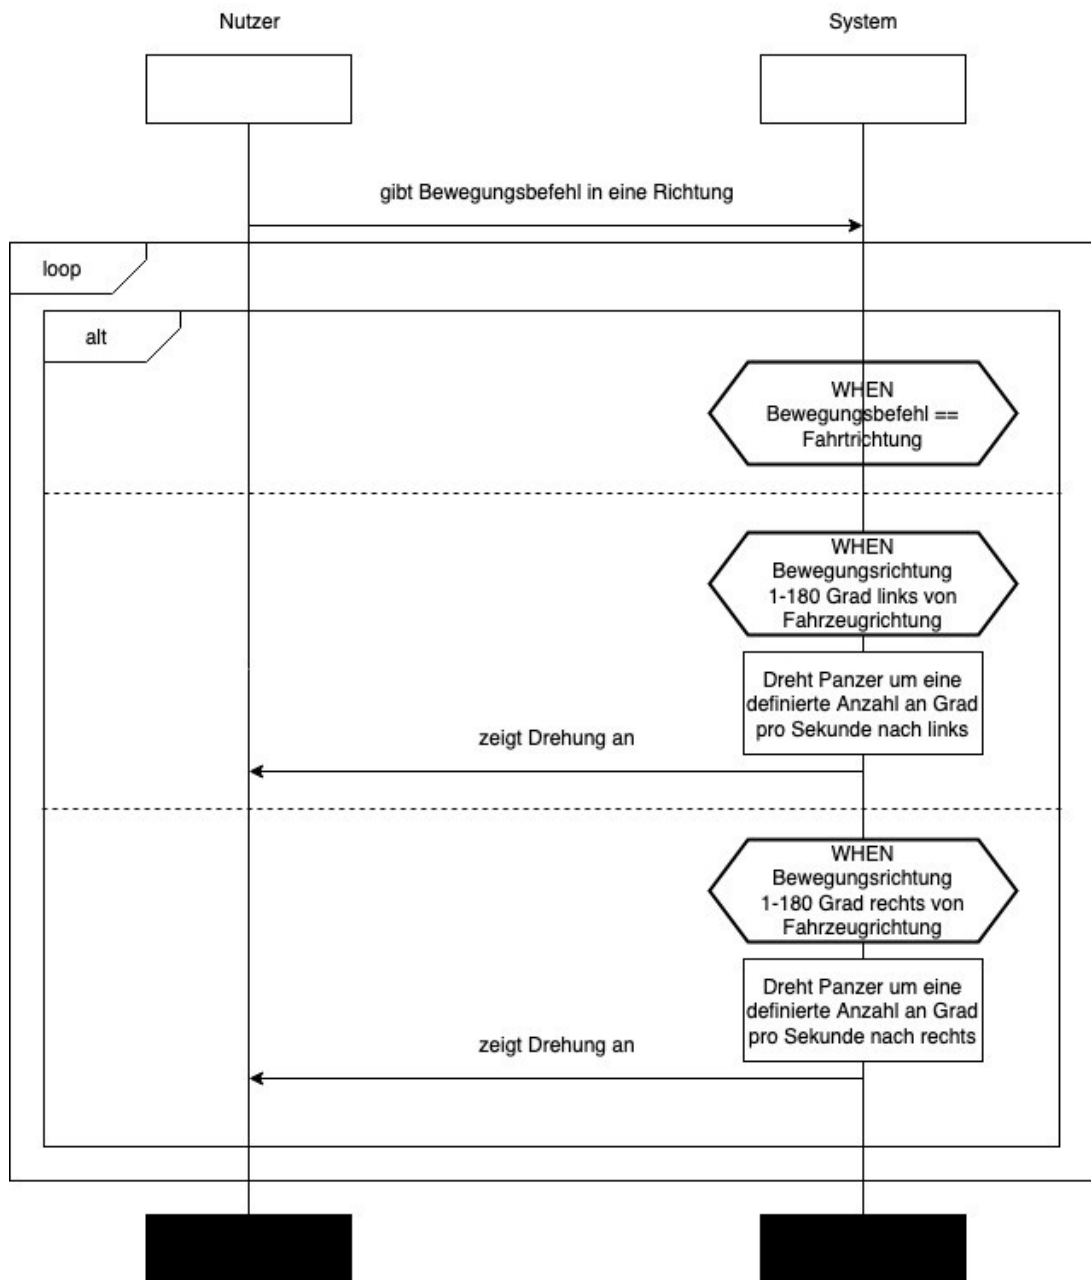 Nutzer
System
gibt Bewegungsbefehl in eine Richtung
loop
alt
WHEN
Bewegungsbefehl ==
Fahrtrichtung
WHEN
Bewegungsrichtung
1-180 Grad links von
Fahrzeugrichtung
Dreht Panzer um eine
definierte Anzahl an Grad
pro Sekunde nach links
zeigt Drehung an
WHEN
Bewegungsrichtung
1-180 Grad rechts von
Fahrzeugrichtung
Dreht Panzer um eine
definierte Anzahl an Grad
pro Sekunde nach rechts
zeigt Drehung an